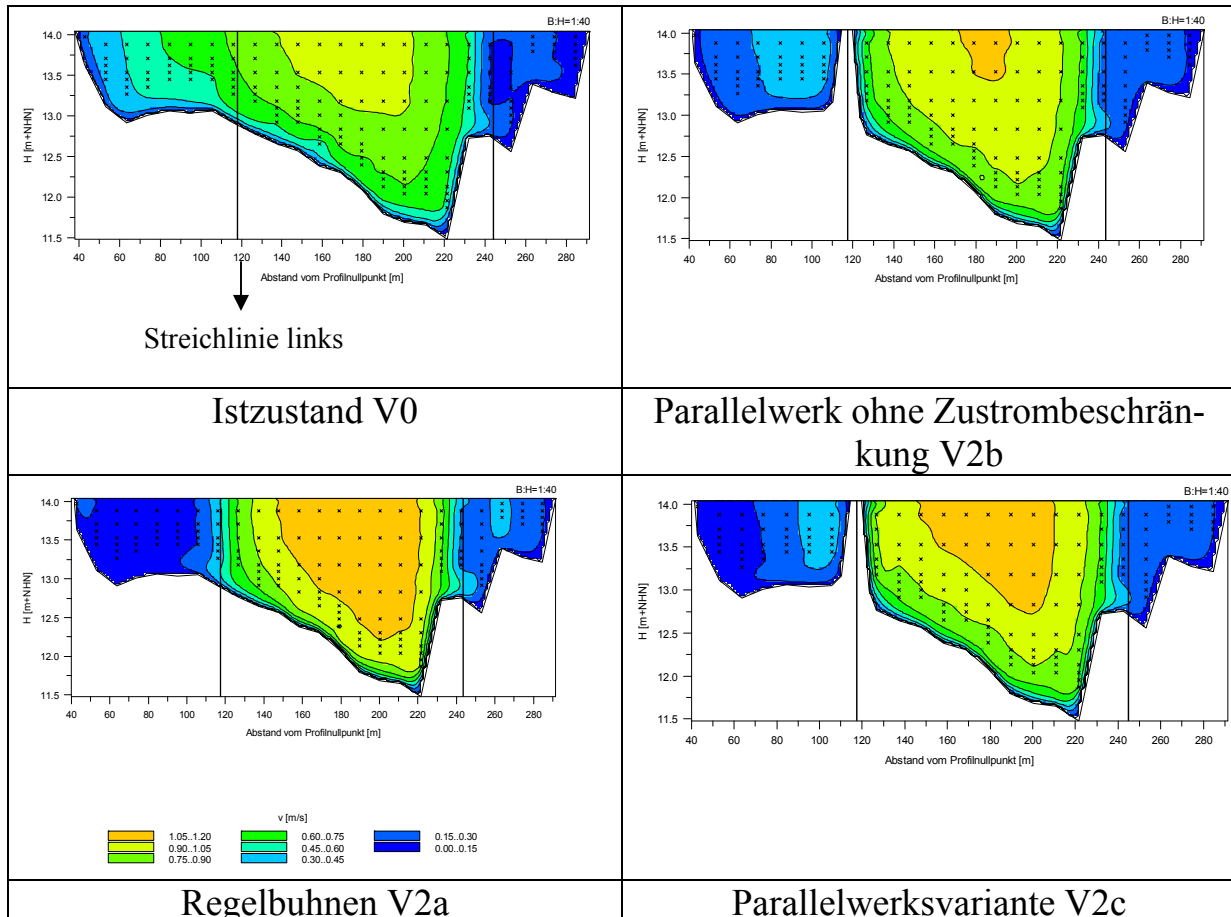 B:H=1:40
14.0
13.5
13.0
12.5
12.0
11.5
H [m+NHN]
40 60 80 100 120 140 160 180 200 220 240 260 280
Abstand vom Profilnullpunkt [m]
Streichlinie links
Istzustand V0
B:H=1:40
14.0
13.5
13.0
12.5
12.0
11.5
H [m+NHN]
40 60 80 100 120 140 160 180 200 220 240 260 280
Abstand vom Profilnullpunkt [m]
Parallelwerk ohne Zustrombeschrän-
kung V2b
B:H=1:40
14.0
13.5
13.0
12.5
12.0
11.5
H [m+NHN]
40 60 80 100 120 140 160 180 200 220 240 260 280
Abstand vom Profilnullpunkt [m]
v [m/s]
1.05..1.20 0.60..0.75 0.15..0.30
0.90..1.05 0.45..0.60 0.00..0.15
0.75..0.90 0.30..0.45
Regelbuhnen V2a
B:H=1:40
14.0
13.5
13.0
12.5
12.0
11.5
H [m+NHN]
40 60 80 100 120 140 160 180 200 220 240 260 280
Abstand vom Profilnullpunkt [m]
Parallelwerksvariante V2c